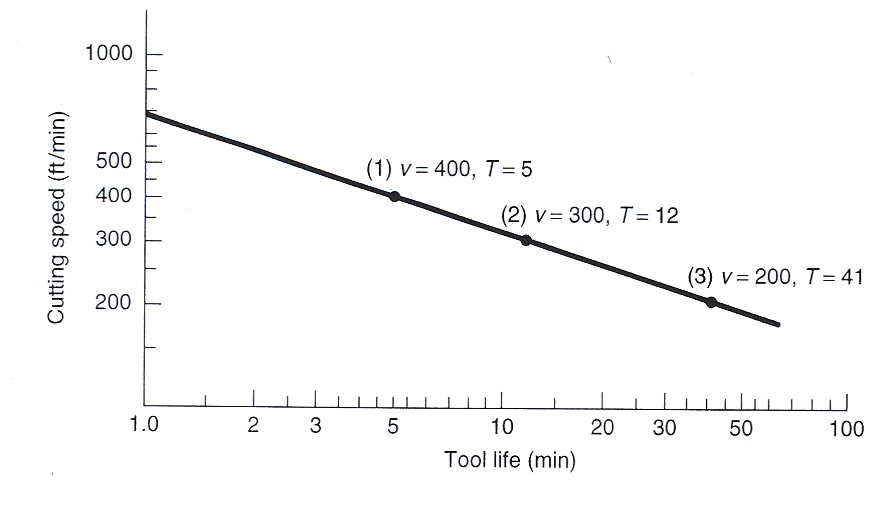 1000
500
400
300
200
Cutting speed (ft/min)
(1) v = 400, T = 5
(2) v = 300, T = 12
(3) v = 200, T = 41
1.0 2 3 5 10 20 30 50 100
Tool life (min)